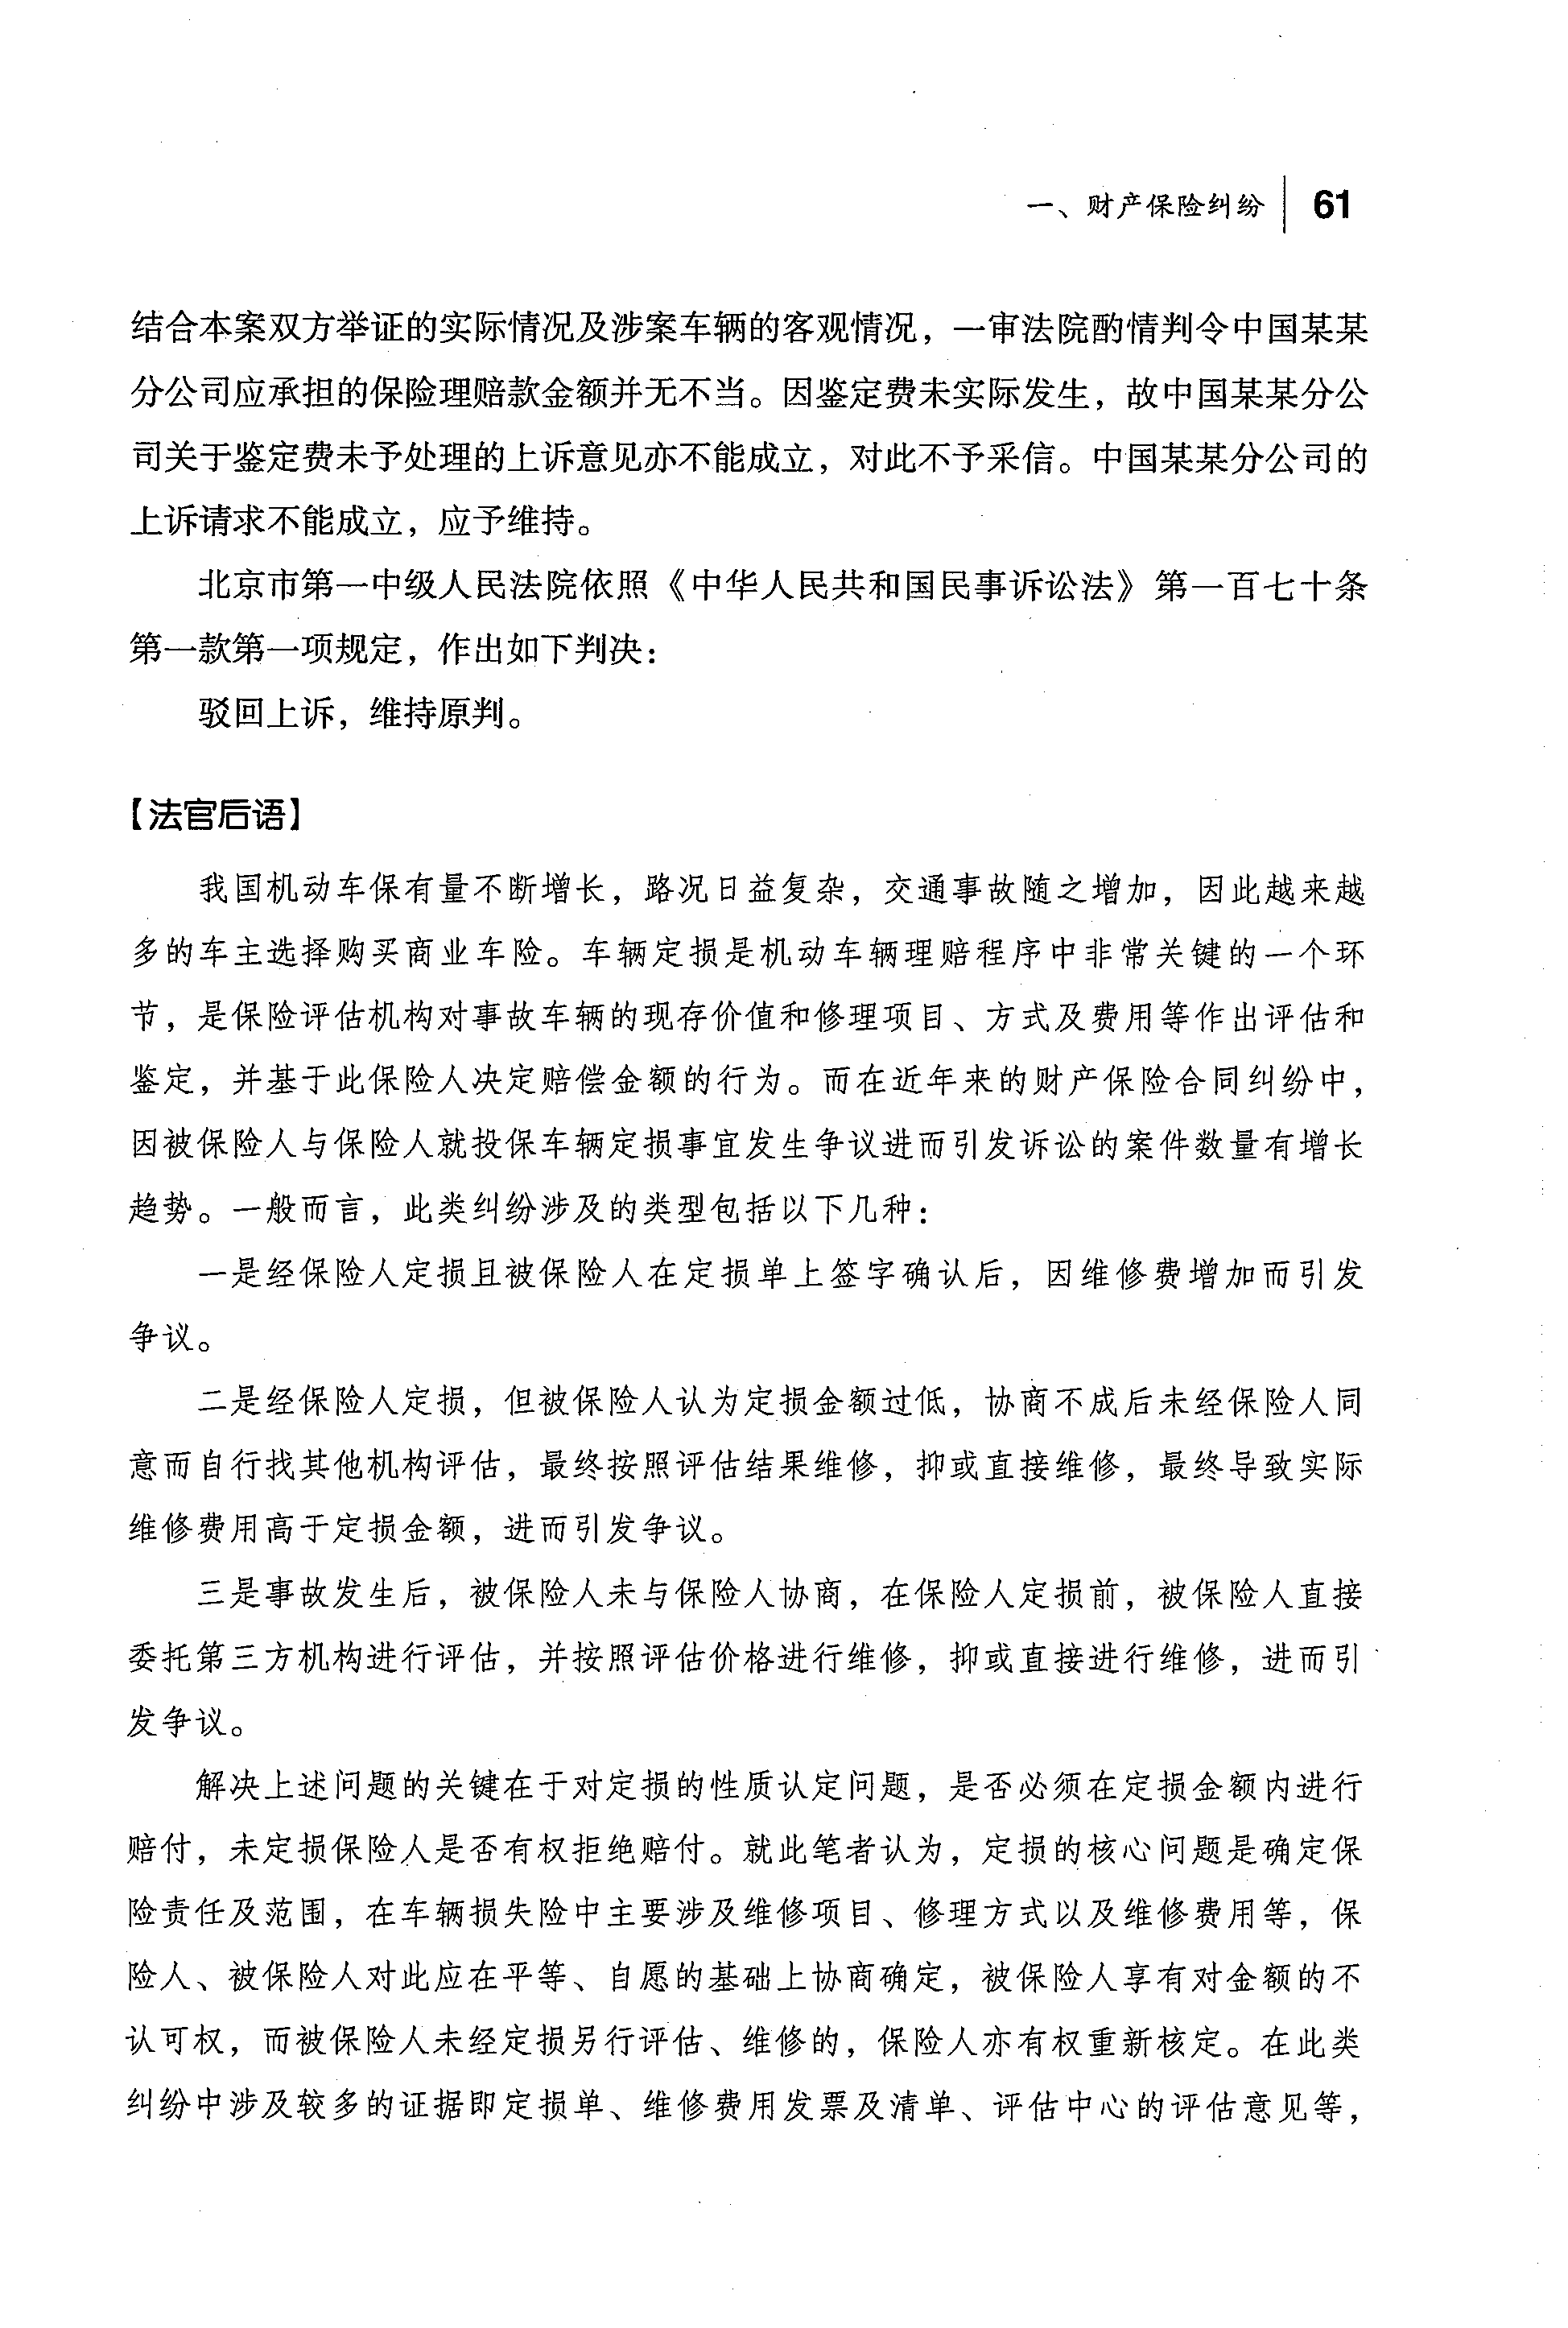 一、财产保险纠纷 61
结合本案双方举证的实际情况及涉案车辆的客观情况，一审法院酌情判令中国某某
分公司应承担的保险理赔款金额并无不当。因鉴定费未实际发生，故中国某某分公
司关于鉴定费未予处理的上诉意见亦不能成立，对此不予采信。中国某某分公司的
上诉请求不能成立，应予维持。
北京市第一中级人民法院依照《中华人民共和国民事诉讼法》第一百七十条
第一款第一项规定，作出如下判决：
驳回上诉，维持原判。
【法官后语】
我国机动车保有量不断增长，路况日益复杂，交通事故随之增加，因此越来越
多的车主选择购买商业车险。车辆定损是机动车辆理赔程序中非常关键的一个环
节，是保险评估机构对事故车辆的现存价值和修理项目、方式及费用等作出评估和
鉴定，并基于此保险人决定赔偿金额的行为。而在近年来的财产保险合同纠纷中，
因被保险人与保险人就投保车辆定损事宜发生争议进而引发诉讼的案件数量有增长
趋势。一般而言，此类纠纷涉及的类型包括以下几种：
一是经保险人定损且被保险人在定损单上签字确认后，因维修费增加而引发
争议。
二是经保险人定损，但被保险人认为定损金额过低，协商不成后未经保险人同
意而自行找其他机构评估，最终按照评估结果维修，抑或直接维修，最终导致实际
维修费用高于定损金额，进而引发争议。
三是事故发生后，被保险人未与保险人协商，在保险人定损前，被保险人直接
委托第三方机构进行评估，并按照评估价格进行维修，抑或直接进行维修，进而引
发争议。
解决上述问题的关键在于对定损的性质认定问题，是否必须在定损金额内进行
赔付，未定损保险人是否有权拒绝赔付。就此笔者认为，定损的核心问题是确定保
险责任及范围，在车辆损失险中主要涉及维修项目、修理方式以及维修费用等，保
险人、被保险人对此应在平等、自愿的基础上协商确定，被保险人享有对金额的不
认可权，而被保险人未经定损另行评估、维修的，保险人亦有权重新核定。在此类
纠纷中涉及较多的证据即定损单、维修费用发票及清单、评估中心的评估意见等，